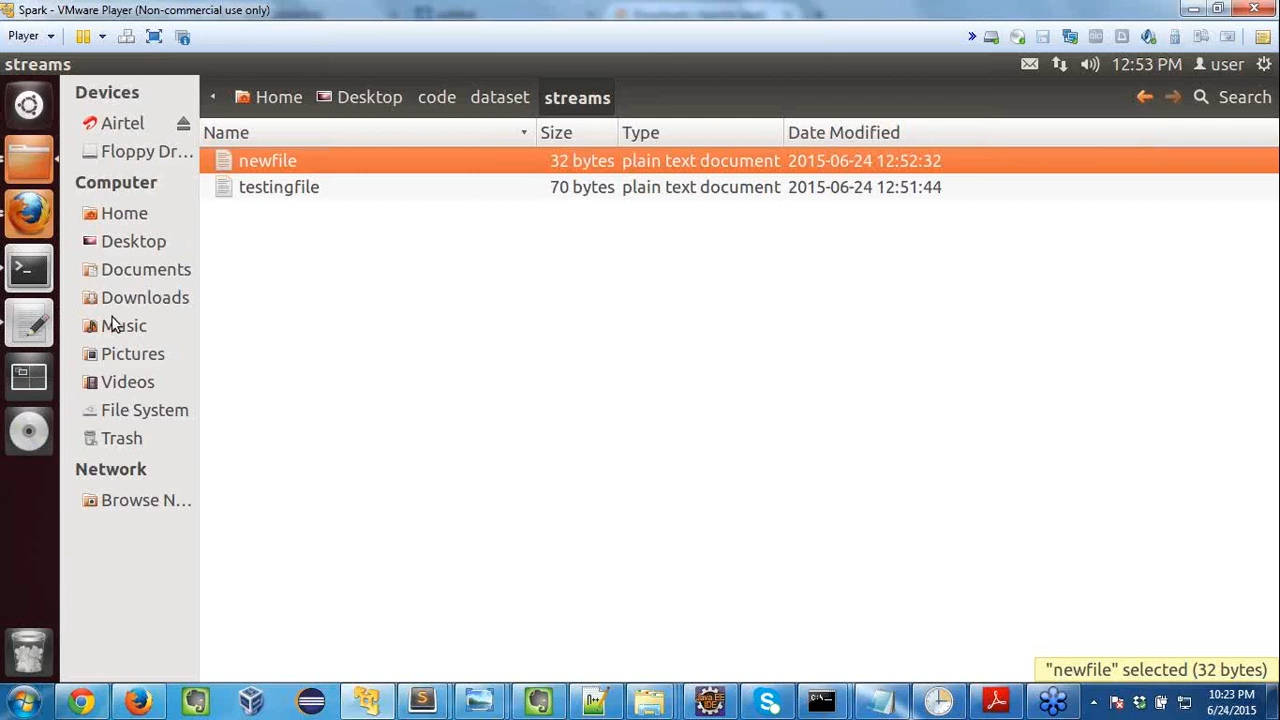 Spark - VMware Player (Non-commercial use only)
Player
streams
12:53 PM user
Devices
Airtel
Floppy Dr...
Computer
Home
Desktop
Documents
Downloads
Music
Pictures
Videos
File System
Trash
Network
Browse N...
Home Desktop code dataset streams
Search
Name Size Type Date Modified
newfile 32 bytes plain text document 2015-06-24 12:52:32
testingfile 70 bytes plain text document 2015-06-24 12:51:44
"newfile" selected (32 bytes)
Java EE
IDE
10:23 PM
6/24/2015